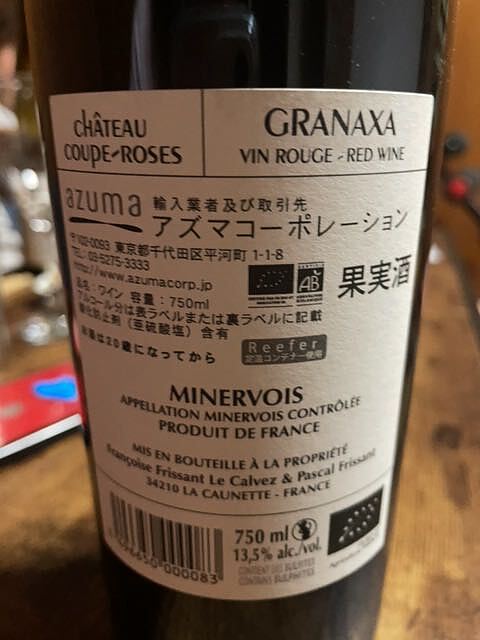 CHÂTEAU
COUPE-ROSES
GRANAXA
VIN ROUGE - RED WINE
azuma 輸入業者及び取引先
アズマコーポレーション
〒102-0093 東京都千代田区平河町 1-1-8
TEL: 03-5275-3333
http://www.azumacorp.jp
品名:ワイン 容量:750ml
アルコール分は表ラベルまたは裏ラベルに記載
酸化防止剤(亜硫酸塩)含有
お酒は20歳になってから
AB
果実酒
Reefer
定温コンテナー使用
MINERVOIS
APPELLATION MINERVOIS CONTRÔLÉE
PRODUIT DE FRANCE
MIS EN BOUTEILLE À LA PROPRIÉTÉ
Françoise Frissant Le Calvez & Pascal Frissant
34210 LA CAUNETTE - FRANCE
750 ml
13,5% alc./vol.
CONTIENT DES SULFITES
CONTAINS SULPHITES